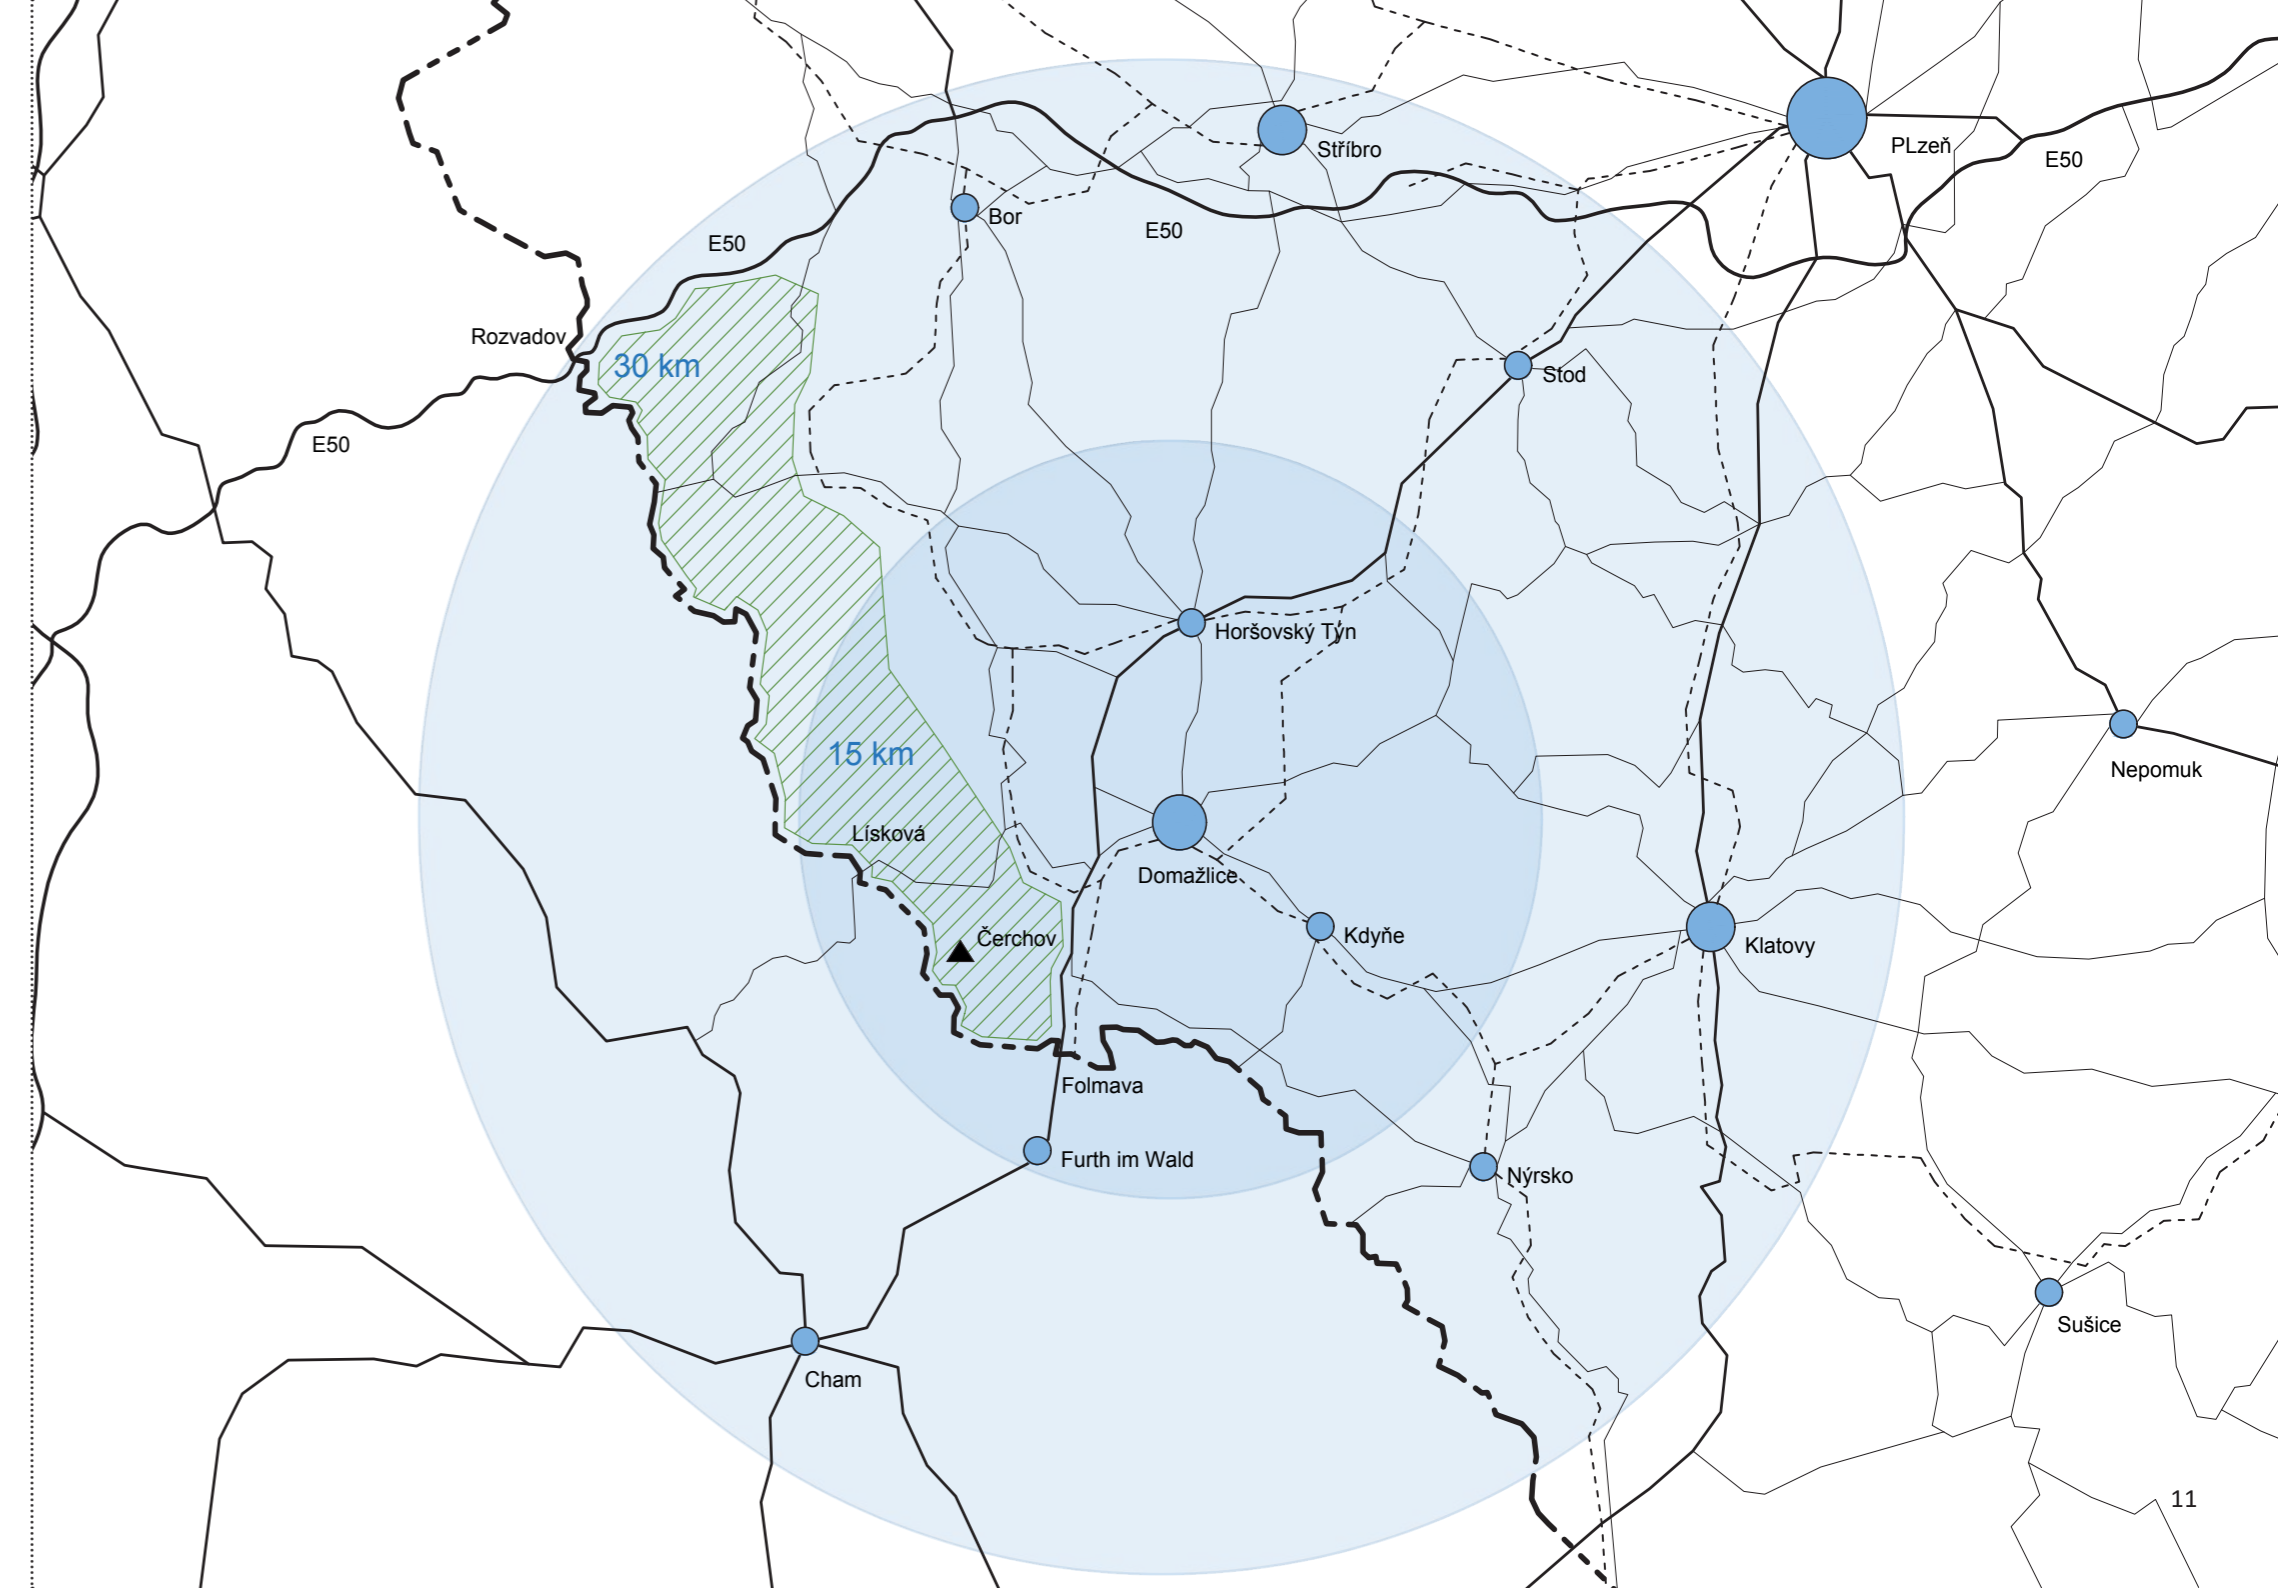 PLzeň
Stříbro
E50
Bor
E50
E50
Rozvadov
30 km
Stod
E50
Horšovský Týn
15 km
Nepomuk
Lísková
Domažlice
Čerchov
Kdyňe
Klatovy
Folmava
Furth im Wald
Nýrsko
Sušice
Cham
11